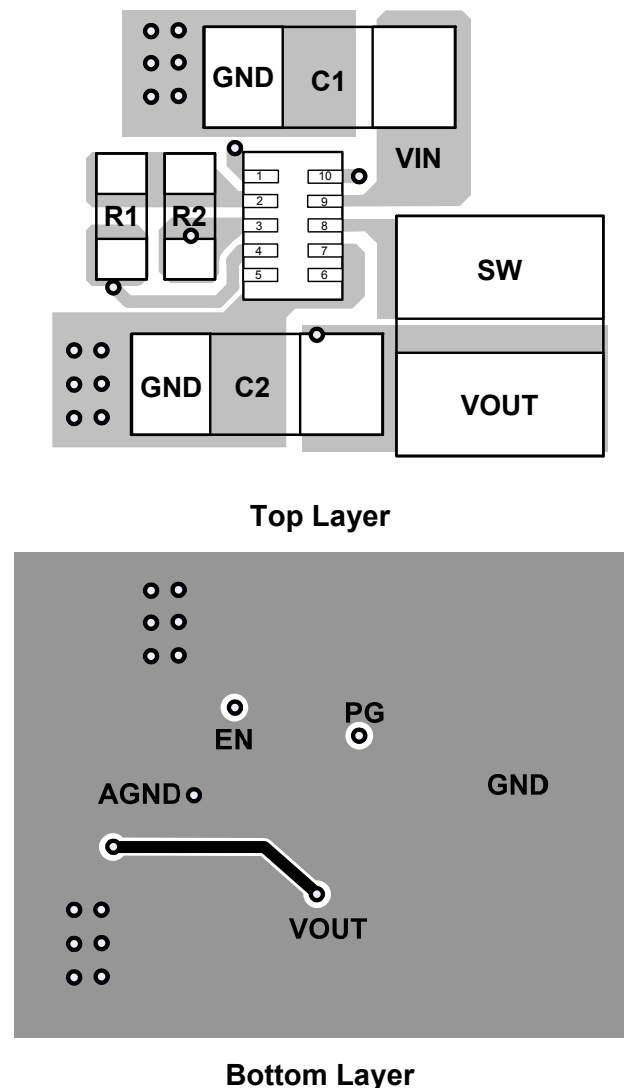 GND C1
VIN
1 10
2 9
R1 R2 3 8
4 7
5 6
SW
GND C2
VOUT
Top Layer
EN
PG
AGND
GND
VOUT
Bottom Layer